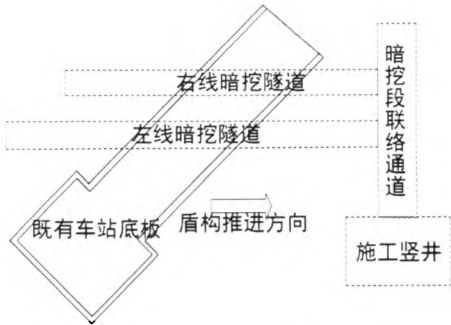 右线暗挖隧道
左线暗挖隧道
既有车站底板
盾构推进方向
暗挖段联络通道
施工竖井